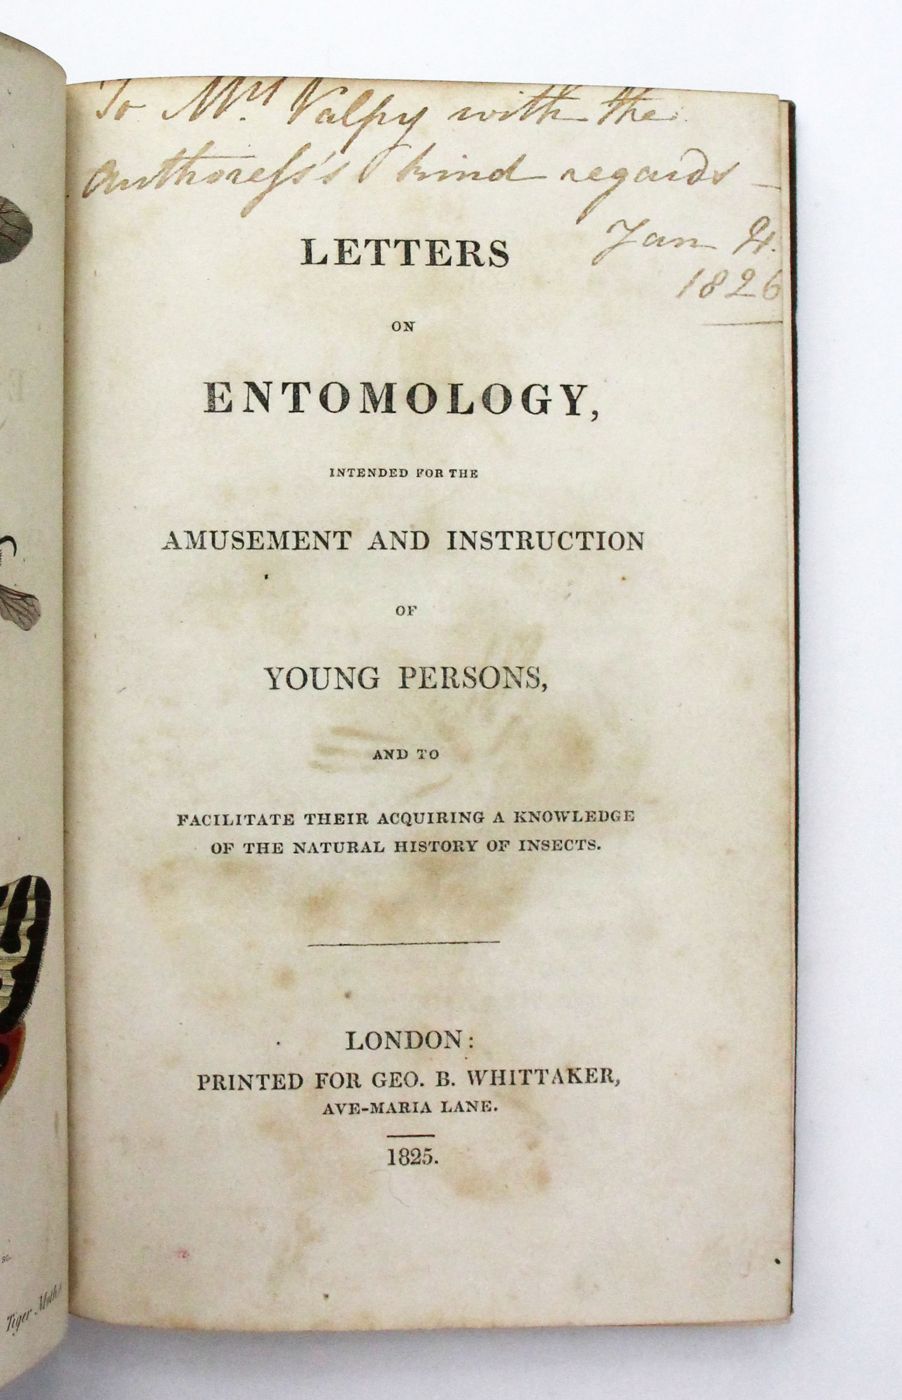 To Mrs. Valpy with the
Authoress's kind regards —
Jan 4.
1826
LETTERS
ON
ENTOMOLOGY,
INTENDED FOR THE
AMUSEMENT AND INSTRUCTION
OF
YOUNG PERSONS,
AND TO
FACILITATE THEIR ACQUIRING A KNOWLEDGE
OF THE NATURAL HISTORY OF INSECTS.
LONDON:
PRINTED FOR GEO. B. WHITTAKER,
AVE-MARIA LANE.
1825.
Tiger Moth